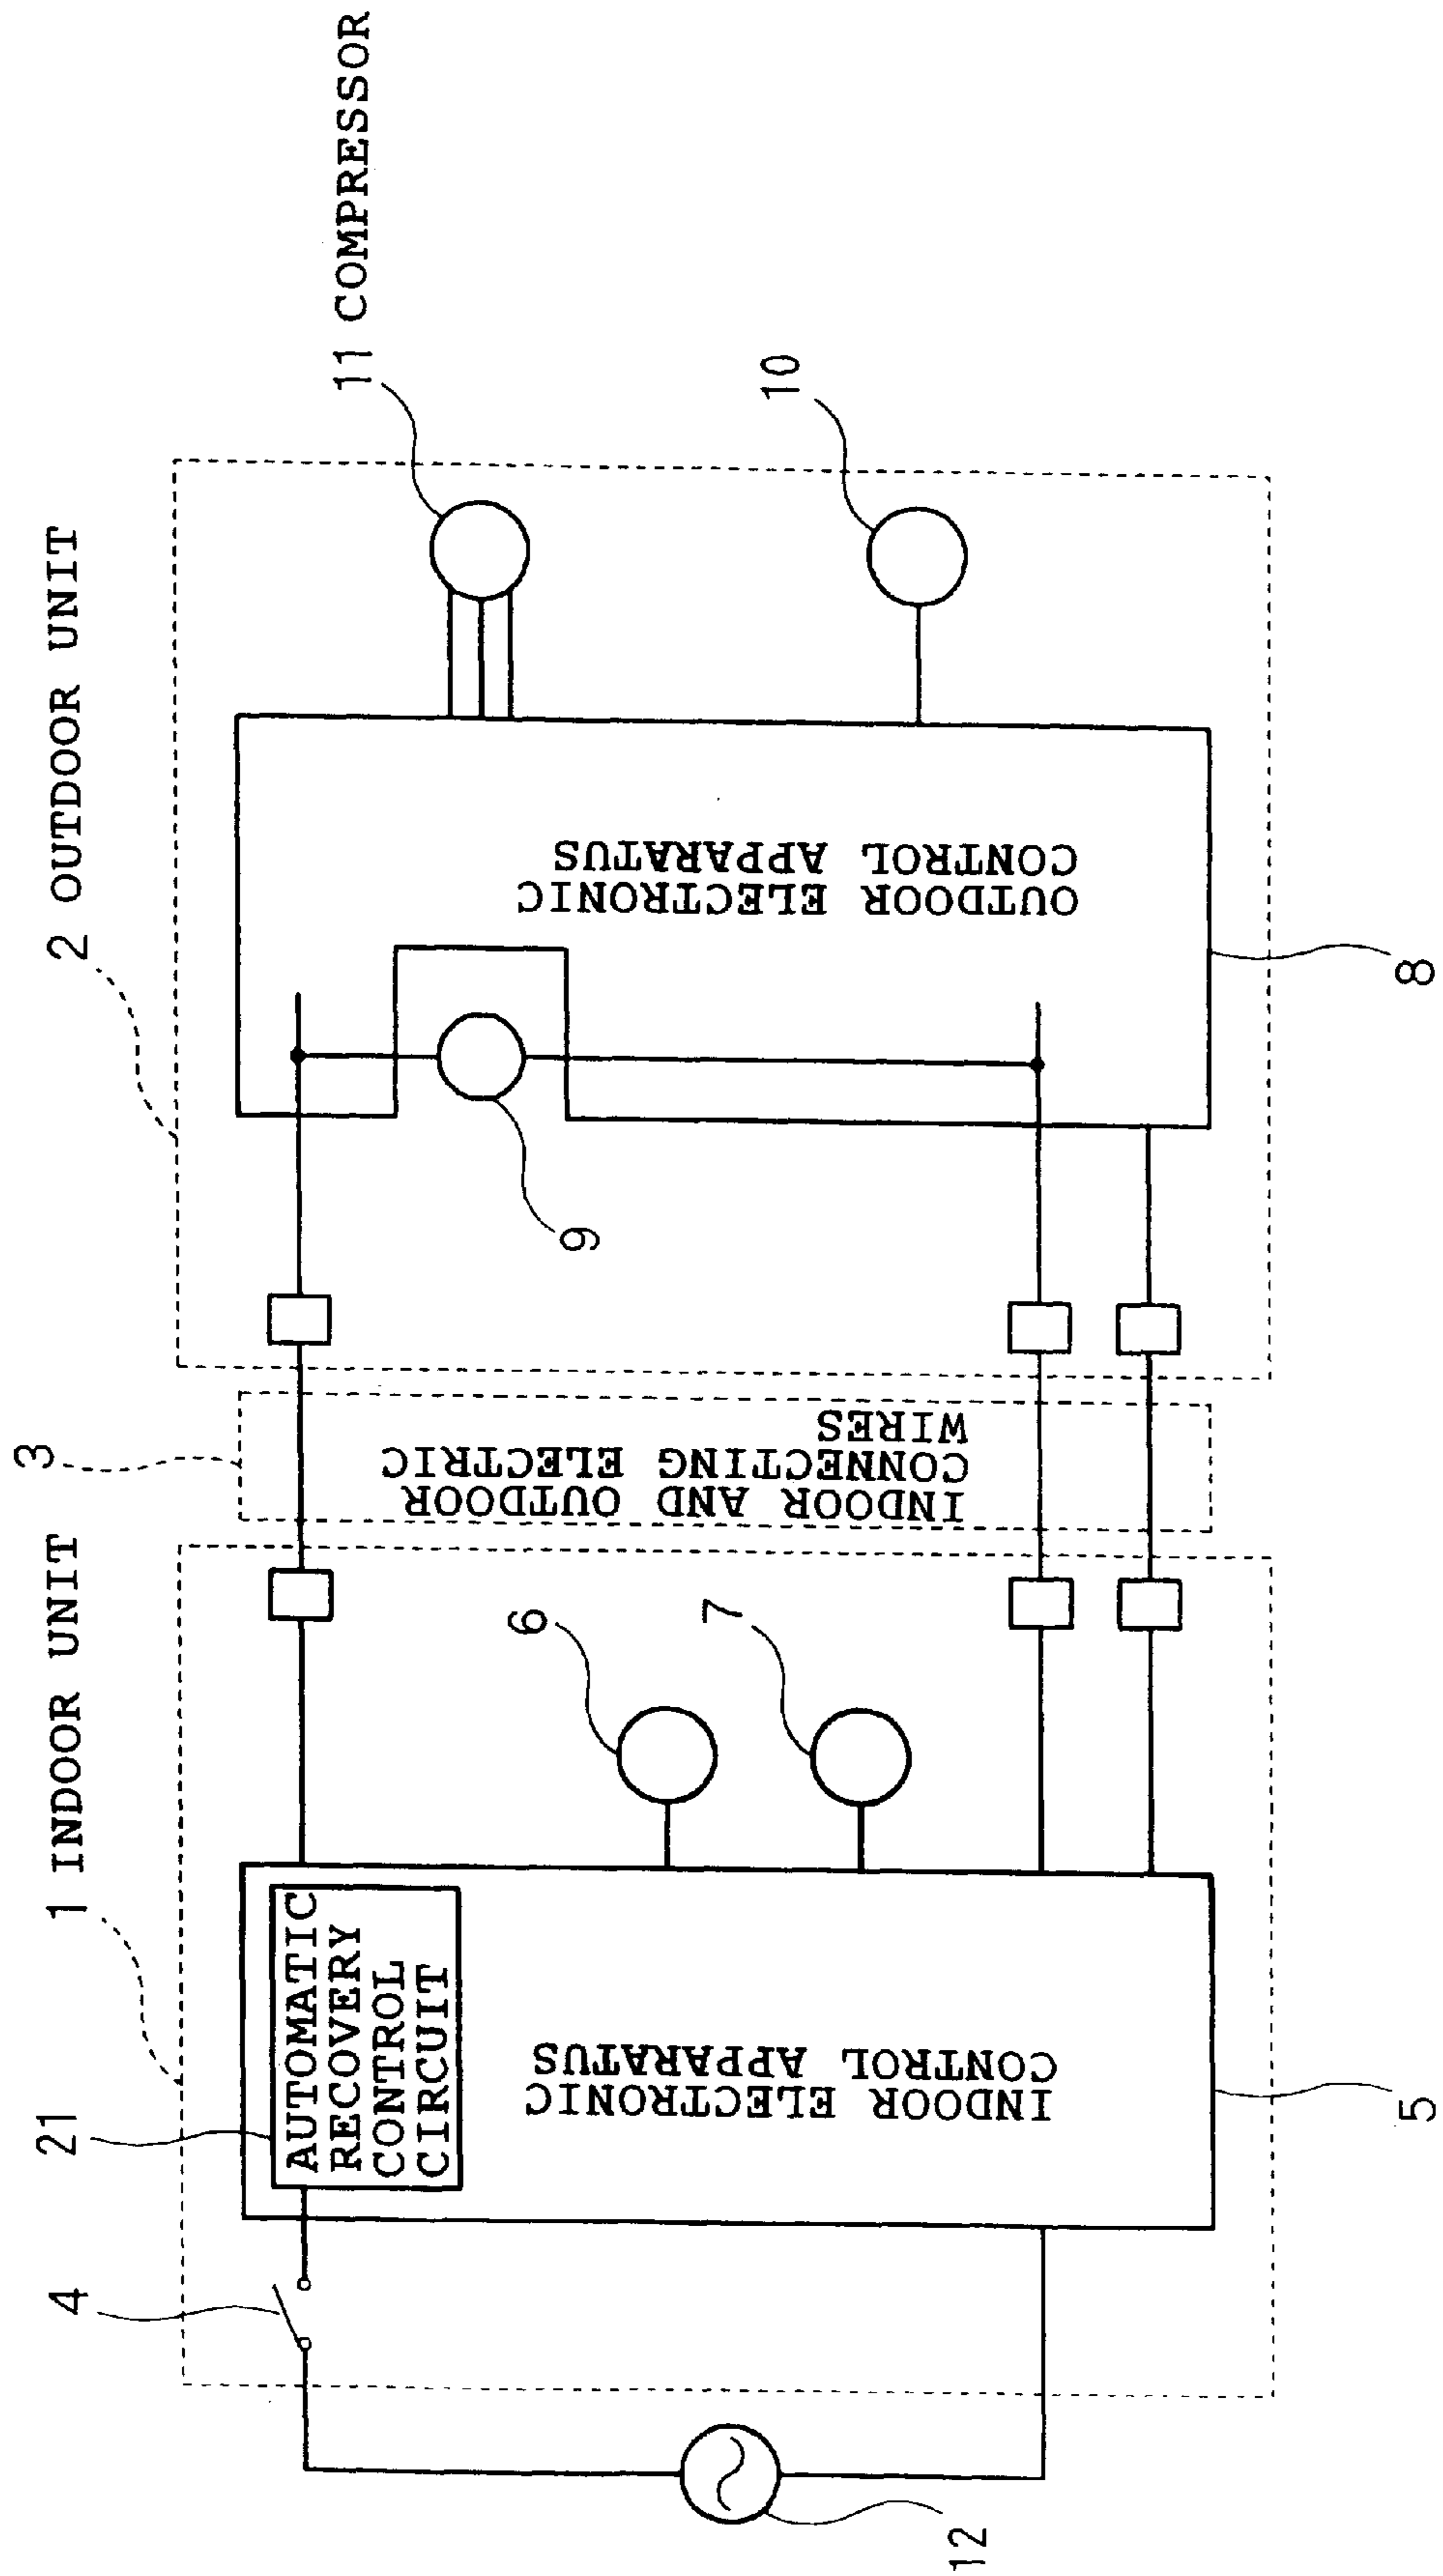 1 INDOOR UNIT
2 OUTDOOR UNIT
3
11 COMPRESSOR
21
AUTOMATIC
RECOVERY
CONTROL
CIRCUIT
4
INDOOR ELECTRONIC
CONTROL APPARATUS
6
7
INDOOR AND OUTDOOR
CONNECTING ELECTRIC
WIRES
9
OUTDOOR ELECTRONIC
CONTROL APPARATUS
10
12
5
8